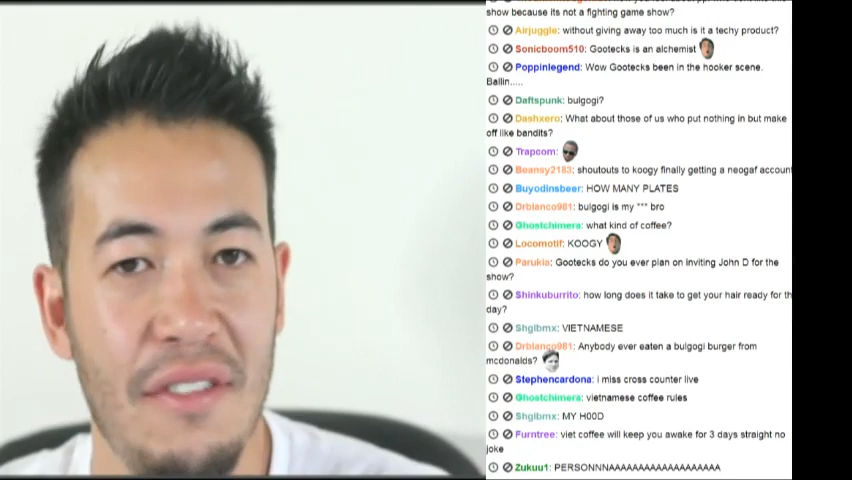 show because its not a fighting game show?
Airjuggle: without giving away too much is it a techy product?
Sonicboom510: Gootecks is an alchemist
Poppinlegend: Wow Gootecks been in the hooker scene.
Ballin.....
Daftspunk: bulgogi?
Dashxero: What about those of us who put nothing in but make
off like bandits?
Trapcom:
Beansy2183: shoutouts to koogy finally getting a neogaf account
Buyodinsbeer: HOW MANY PLATES
Drblanco981: bulgogi is my *** bro
Ghostchimera: what kind of coffee?
Locomotif: KOOGY
Parukia: Gootecks do you ever plan on inviting John D for the
show?
Shinkuburrito: how long does it take to get your hair ready for th
day?
Shglbmx: VIETNAMESE
Drblanco981: Anybody ever eaten a bulgogi burger from
mcdonalds?
Stephencardona: i miss cross counter live
Ghostchimera: vietnamese coffee rules
Shglbmx: MY H00D
Furntree: viet coffee will keep you awake for 3 days straight no
joke
Zukuu1: PERSONNNAAAAAAAAAAAAAAAAAAA